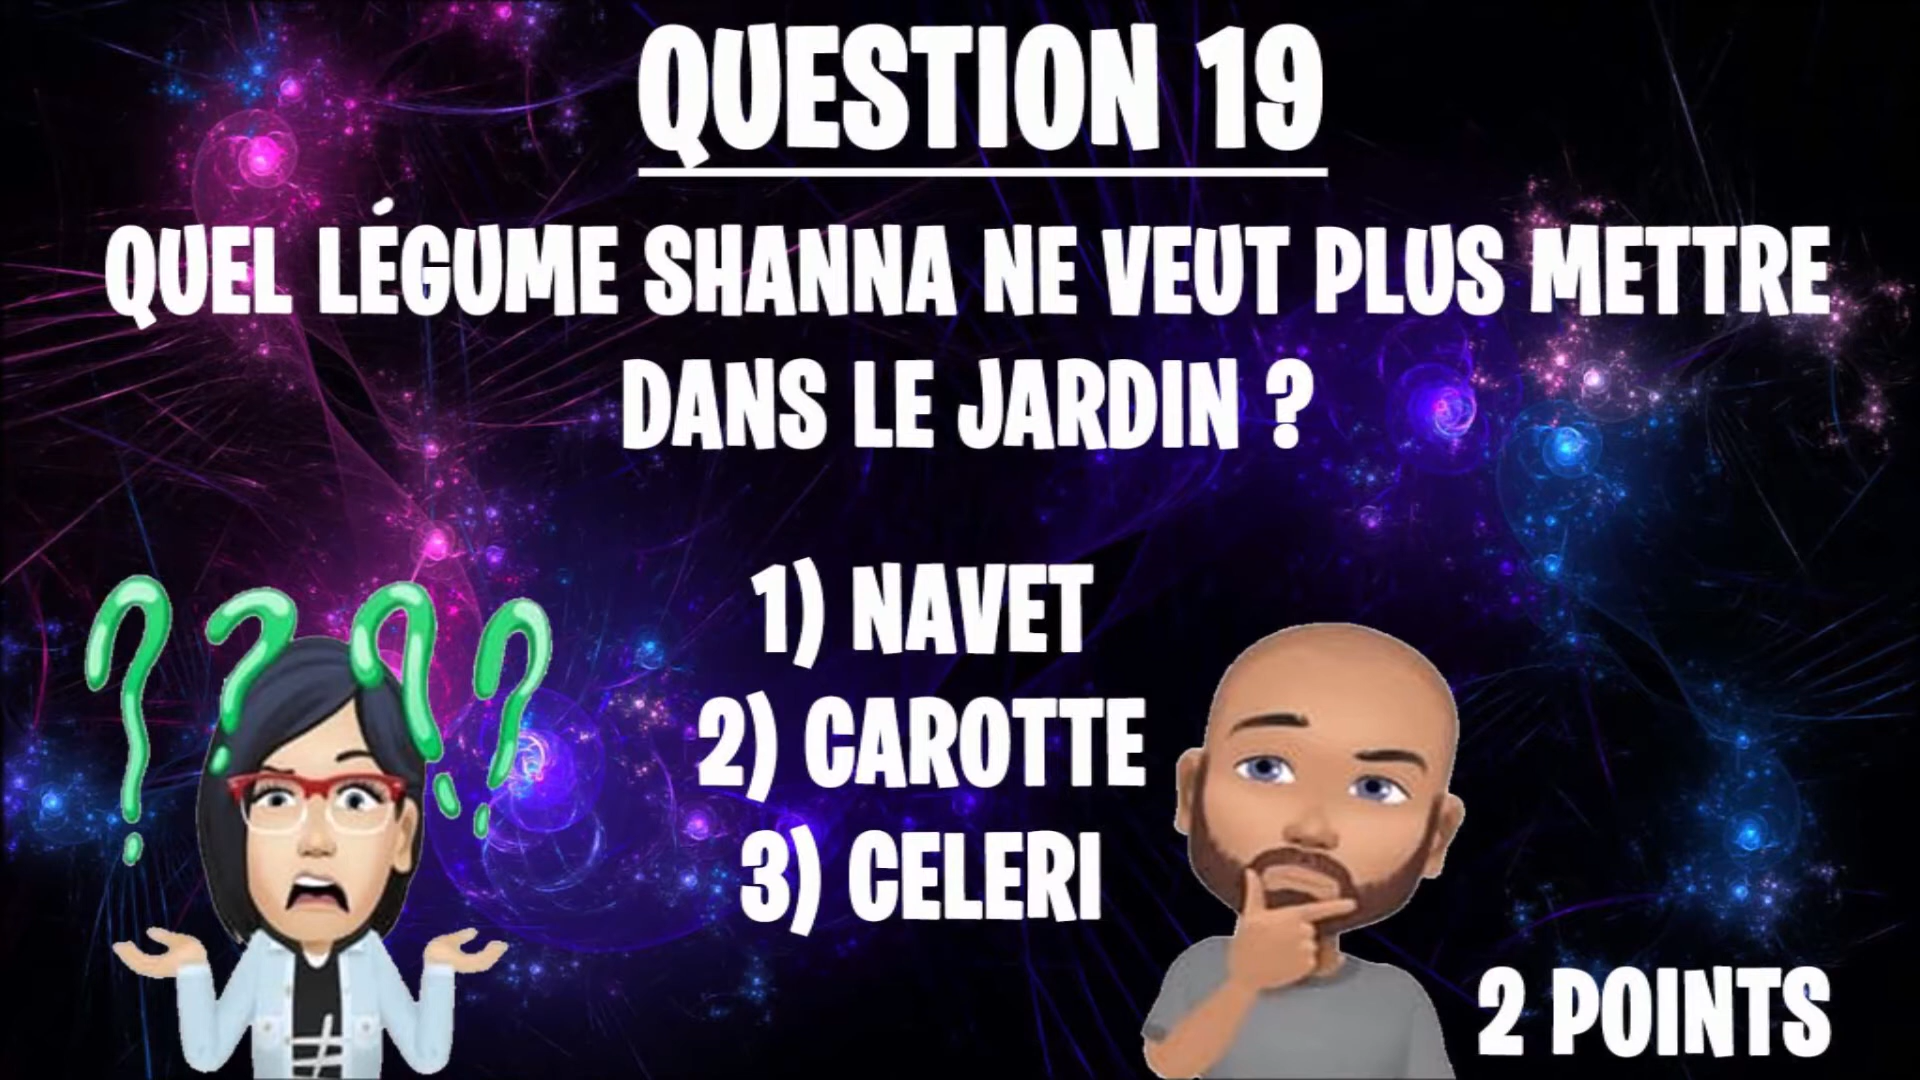 QUESTION 19
QUEL LÉGUME SHANNA NE VEUT PLUS METTRE
DANS LE JARDIN ?
1) NAVET
2) CAROTTE
3) CELERI
2 POINTS